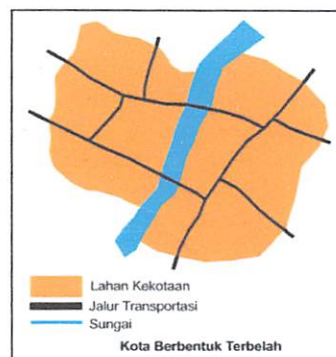 Lahan Kekotaan
Jalur Transportasi
Sungai
Kota Berbentuk Terbelah